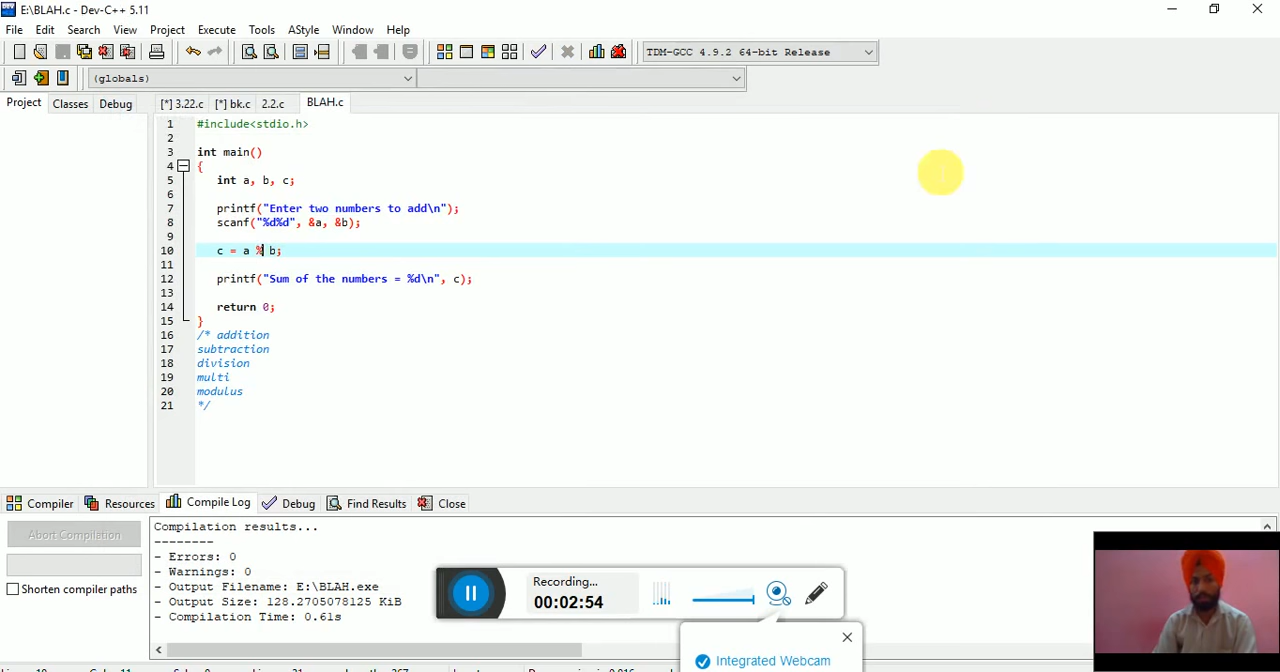 E:\BLAH.c - Dev-C++ 5.11
File Edit Search View Project Execute Tools AStyle Window Help
TDM-GCC 4.9.2 64-bit Release
(globals)
Project Classes Debug [*] 3.22.c [*] bk.c 2.2.c BLAH.c
1 #include<stdio.h>
2
3 int main()
4 {
5 int a, b, c;
6
7 printf("Enter two numbers to add\n");
8 scanf("%d%d", &a, &b);
9
10 c = a % b;
11
12 printf("Sum of the numbers = %d\n", c);
13
14 return 0;
15 }
16 /* addition
17 subtraction
18 division
19 multi
20 modulus
21 */
Compiler Resources Compile Log Debug Find Results Close
Abort Compilation
Shorten compiler paths
Compilation results...
--------
- Errors: 0
- Warnings: 0
- Output Filename: E:\BLAH.exe
- Output Size: 128.2705078125 KiB
- Compilation Time: 0.61s
Recording...
00:02:54
Integrated Webcam